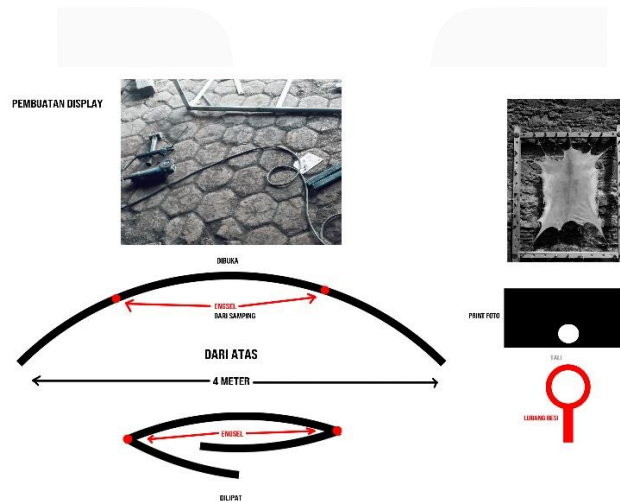 PEMBUATAN DISPLAY
DIBUKA
ENGSEL
DARI SAMPING
DARI ATAS
4 METER
ENGSEL
DILIPAT
PRINT FOTO
TALI
LUBANG BESI